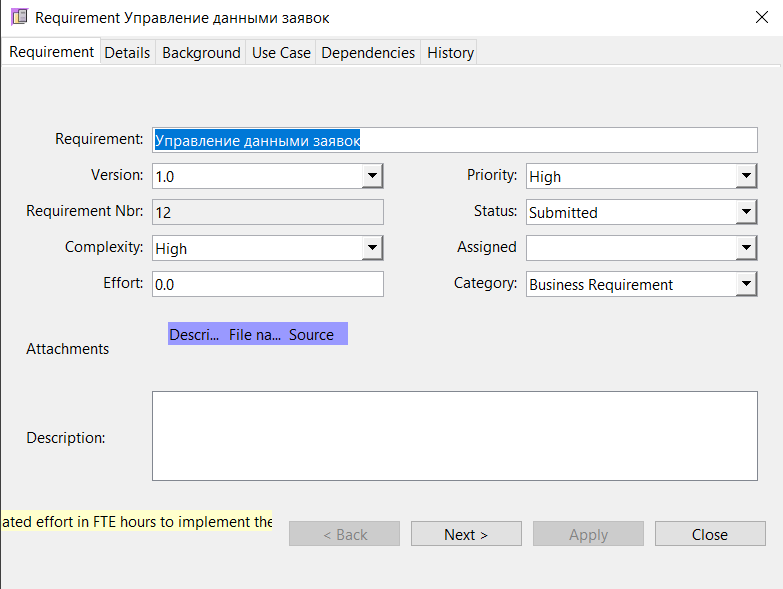 Requirement Управление данными заявок
Requirement Details Background Use Case Dependencies History
Requirement: Управление данными заявок
Version: 1.0 Priority: High
Requirement Nbr: 12 Status: Submitted
Complexity: High Assigned
Effort: 0.0 Category: Business Requirement
Descri... File na... Source
Attachments
Description:
ated effort in FTE hours to implement the
< Back Next > Apply Close